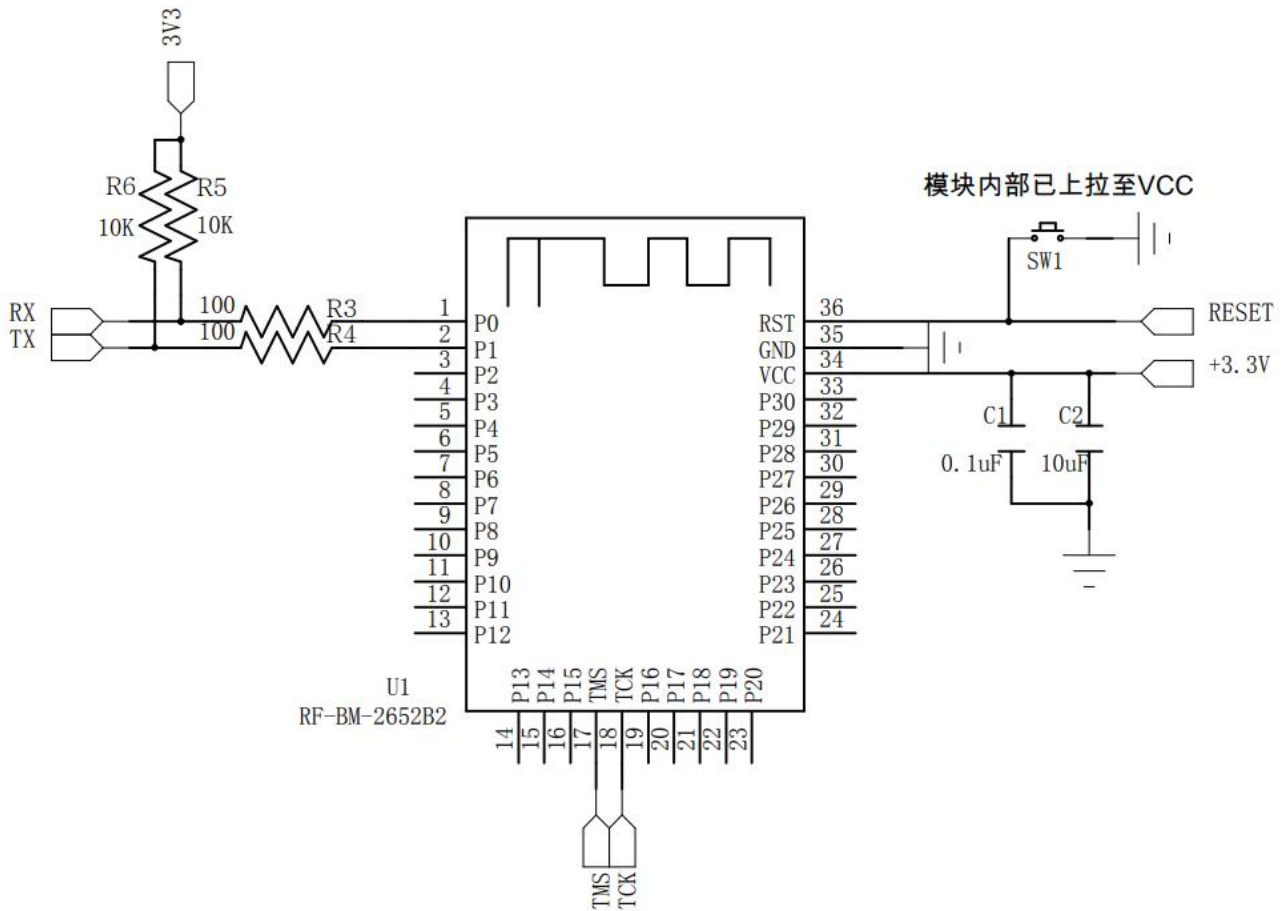 3V3
R6
R5
10K
10K
RX
TX
100
R3
100
R4
模块内部已上拉至VCC
SW1
RESET
+3.3V
C1
C2
0.1uF
10uF
1
P0
2
P1
3
P2
4
P3
5
P4
6
P5
7
P6
8
P7
9
P8
10
P9
11
P10
12
P11
13
P12
36
RST
35
GND
34
VCC
33
P30
32
P29
31
P28
30
P27
29
P26
28
P25
27
P24
26
P23
25
P22
24
P21
P13
P14
P15
TMS
TCK
P16
P17
P18
P19
P20
U1
RF-BM-2652B2
14
15
16
17
18
19
20
21
22
23
TMS
TCK